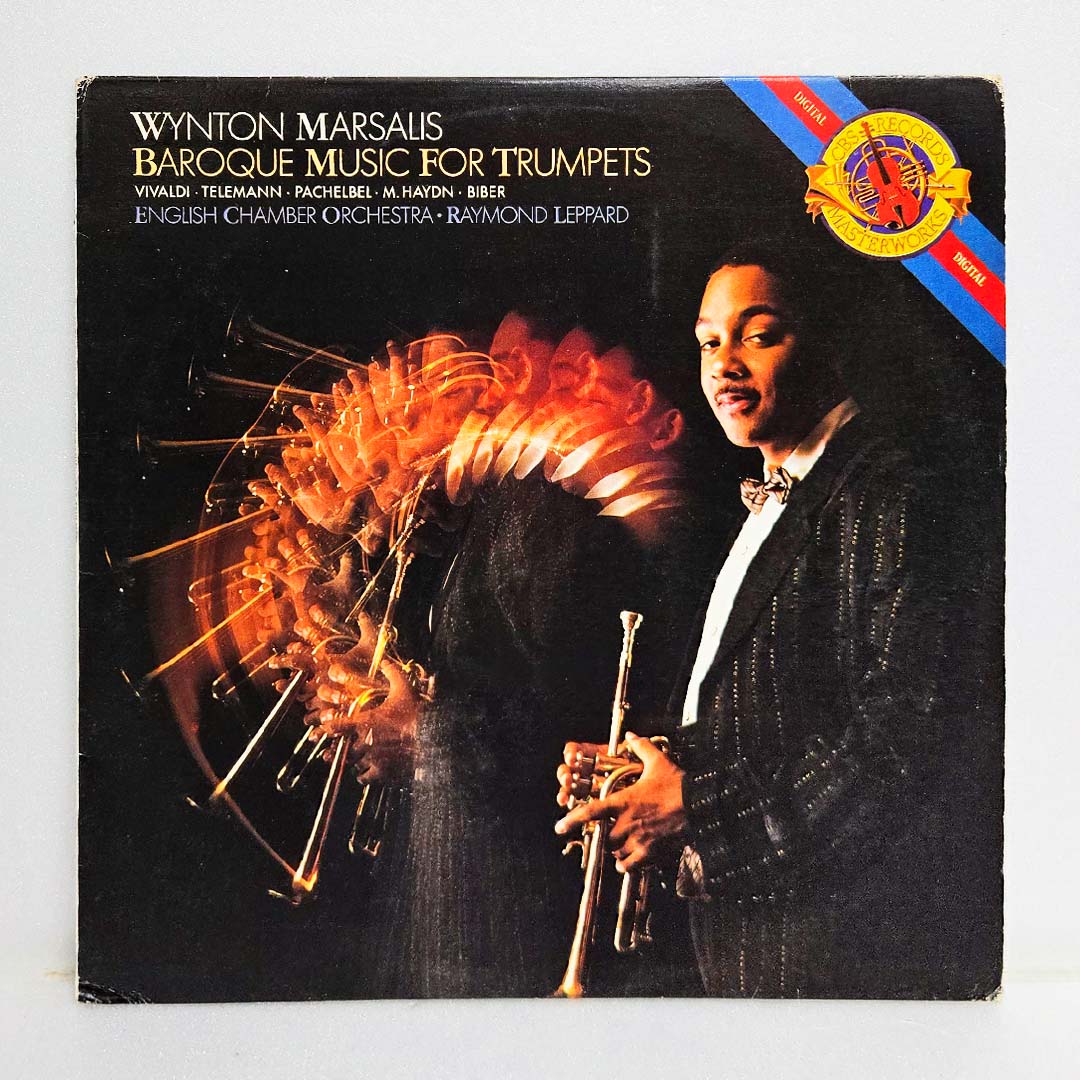 WYNTON MARSALIS
BAROQUE MUSIC FOR TRUMPETS
VIVALDI · TELEMANN · PACHELBEL · M. HAYDN · BIBER
ENGLISH CHAMBER ORCHESTRA · RAYMOND LEPPARD
DIGITAL
CBS RECORDS
MASTERWORKS
DIGITAL